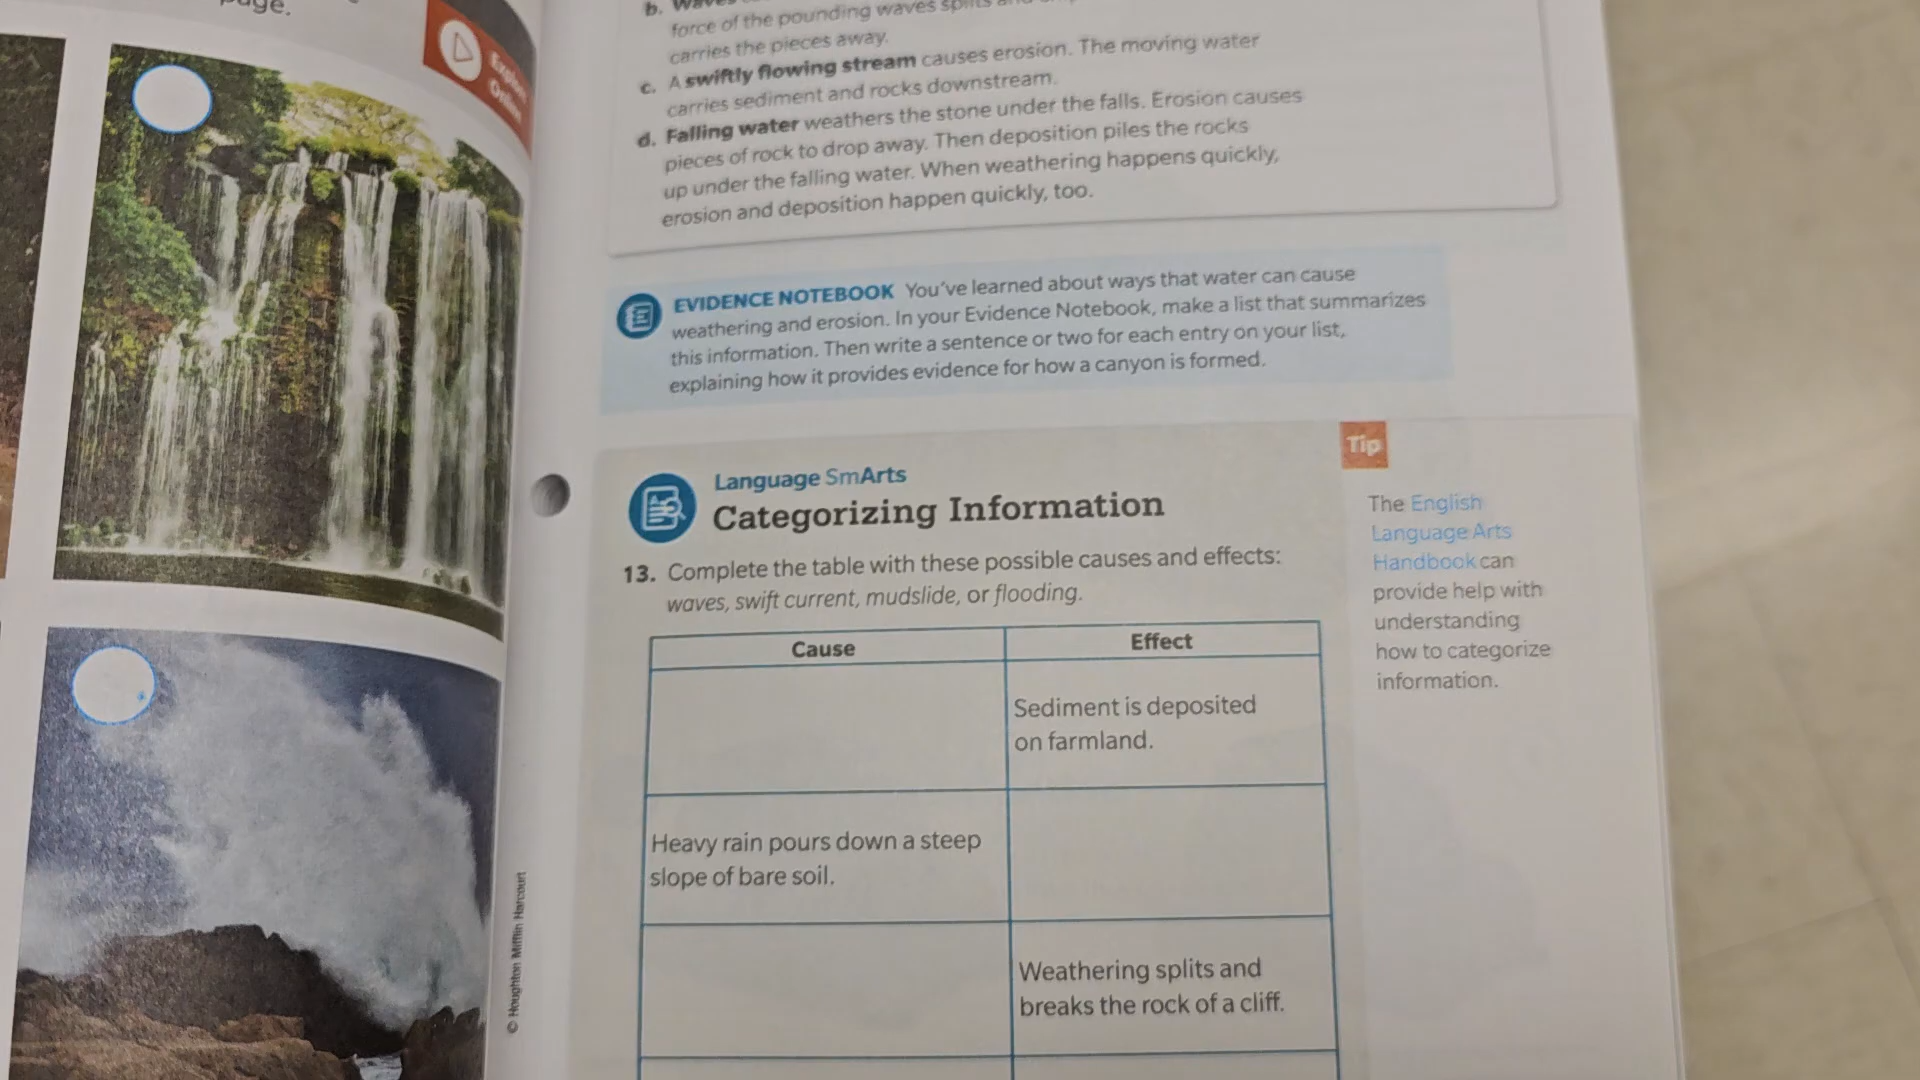 Explore
Online
b. Waves
force of the pounding waves splits and
carries the pieces away.
c. A swiftly flowing stream causes erosion. The moving water
carries sediment and rocks downstream.
d. Falling water weathers the stone under the falls. Erosion causes
pieces of rock to drop away. Then deposition piles the rocks
up under the falling water. When weathering happens quickly,
erosion and deposition happen quickly, too.
EVIDENCE NOTEBOOK You've learned about ways that water can cause
weathering and erosion. In your Evidence Notebook, make a list that summarizes
this information. Then write a sentence or two for each entry on your list,
explaining how it provides evidence for how a canyon is formed.
Language SmArts
Categorizing Information
13. Complete the table with these possible causes and effects:
waves, swift current, mudslide, or flooding.
Cause
Effect
Sediment is deposited
on farmland.
Heavy rain pours down a steep
slope of bare soil.
Weathering splits and
breaks the rock of a cliff.
Tip
The English
Language Arts
Handbook can
provide help with
understanding
how to categorize
information.
© Houghton Mifflin Harcourt